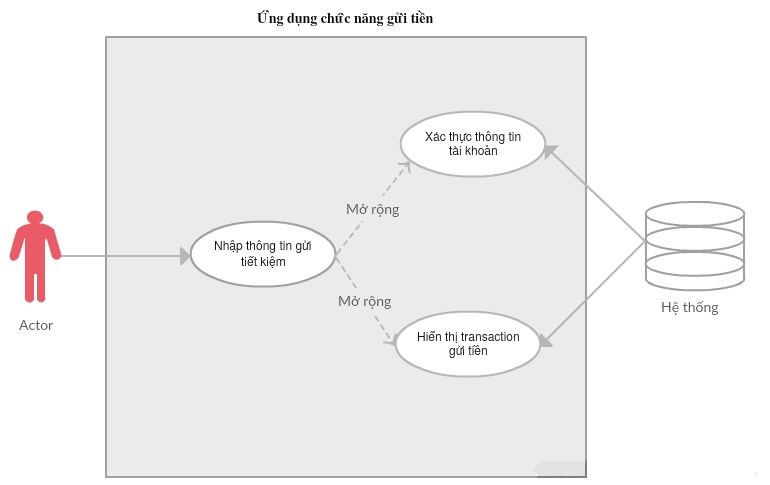 Ứng dụng chức năng gửi tiền
Xác thực thông tin
tài khoản
Mở rộng
Nhập thông tin gửi
tiết kiệm
Mở rộng
Hiển thị transaction
gửi tiền
Actor
Hệ thống